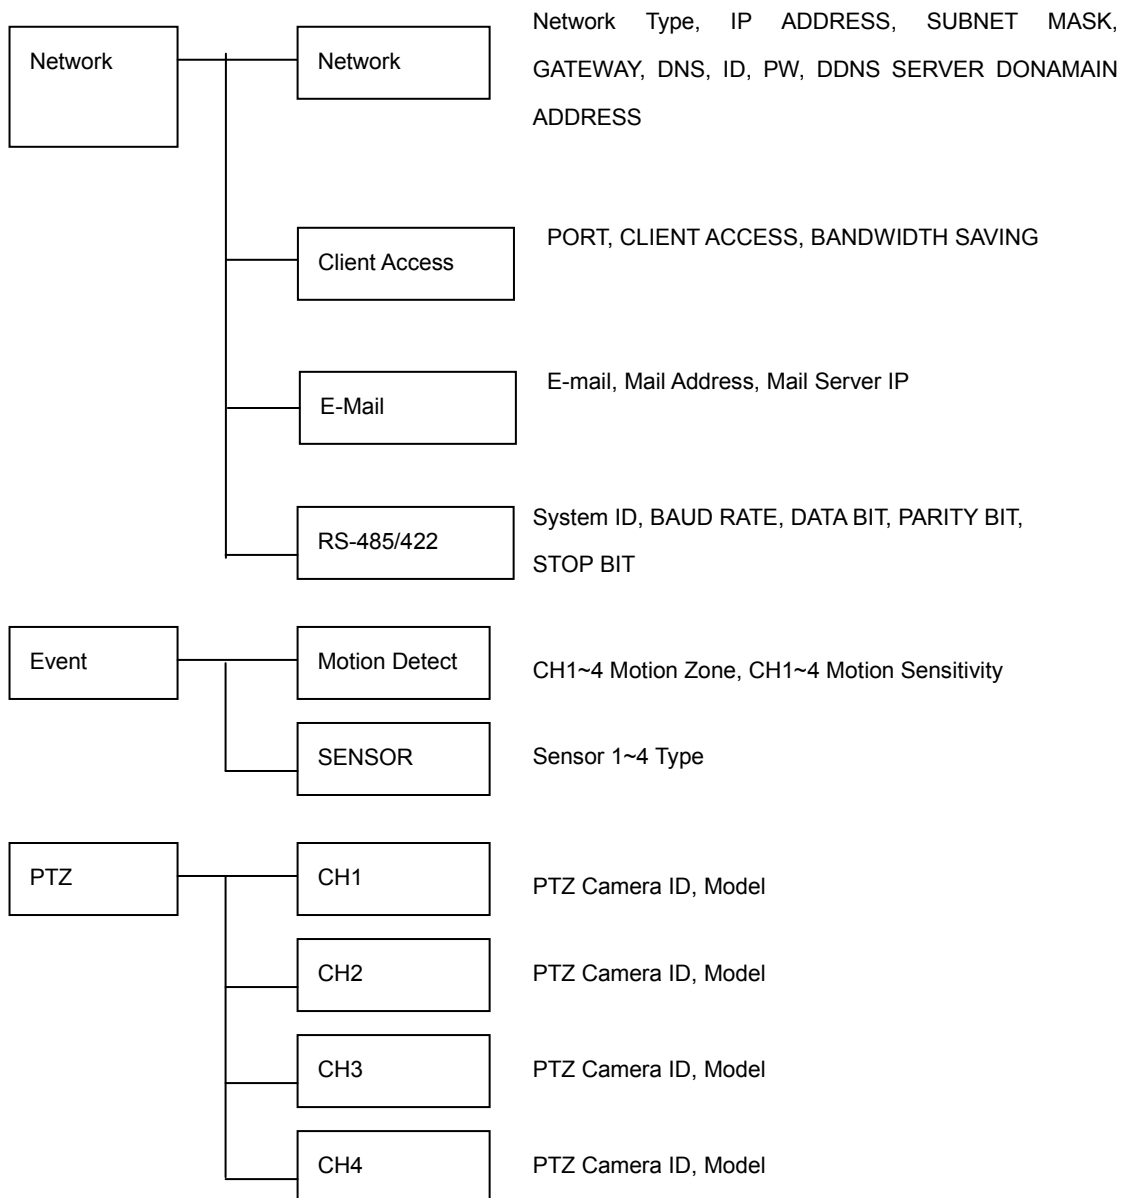 Network
Network
Network Type, IP ADDRESS, SUBNET MASK,
GATEWAY, DNS, ID, PW, DDNS SERVER DONAMAIN
ADDRESS
Client Access
PORT, CLIENT ACCESS, BANDWIDTH SAVING
E-Mail
E-mail, Mail Address, Mail Server IP
RS-485/422
System ID, BAUD RATE, DATA BIT, PARITY BIT,
STOP BIT
Event
Motion Detect
CH1~4 Motion Zone, CH1~4 Motion Sensitivity
SENSOR
Sensor 1~4 Type
PTZ
CH1
PTZ Camera ID, Model
CH2
PTZ Camera ID, Model
CH3
PTZ Camera ID, Model
CH4
PTZ Camera ID, Model